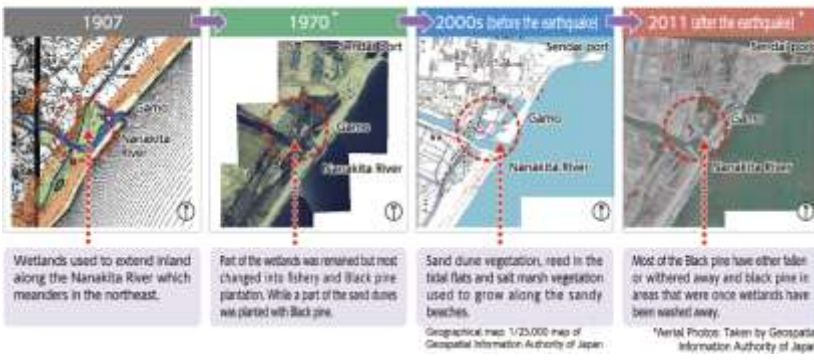 1907
1970*
2000s (before the earthquake)
2011 (after the earthquake)*
Gamo
Nanakita
River
Sendai port
Gamo
Nanakita River
Sendai port
Gamo
Nanakita River
Sendai port
Gamo
Nanakita River
Wetlands used to extend inland
along the Nanakita River which
meanders in the northeast.
Part of the wetlands was remained but most
changed into fishery and Black pine
plantation. While a part of the sand dunes
was planted with Black pine.
Sand dune vegetation, reed in the
tidal flats and salt marsh vegetation
used to grow along the sandy
beaches.
Most of the Black pine have either fallen
or withered away and black pine in
areas that were once wetlands have
been washed away.
Geographical map: 1/25,000 map of
Geospatial Information Authority of Japan
*Aerial Photos: Taken by Geospatial
Information Authority of Japan